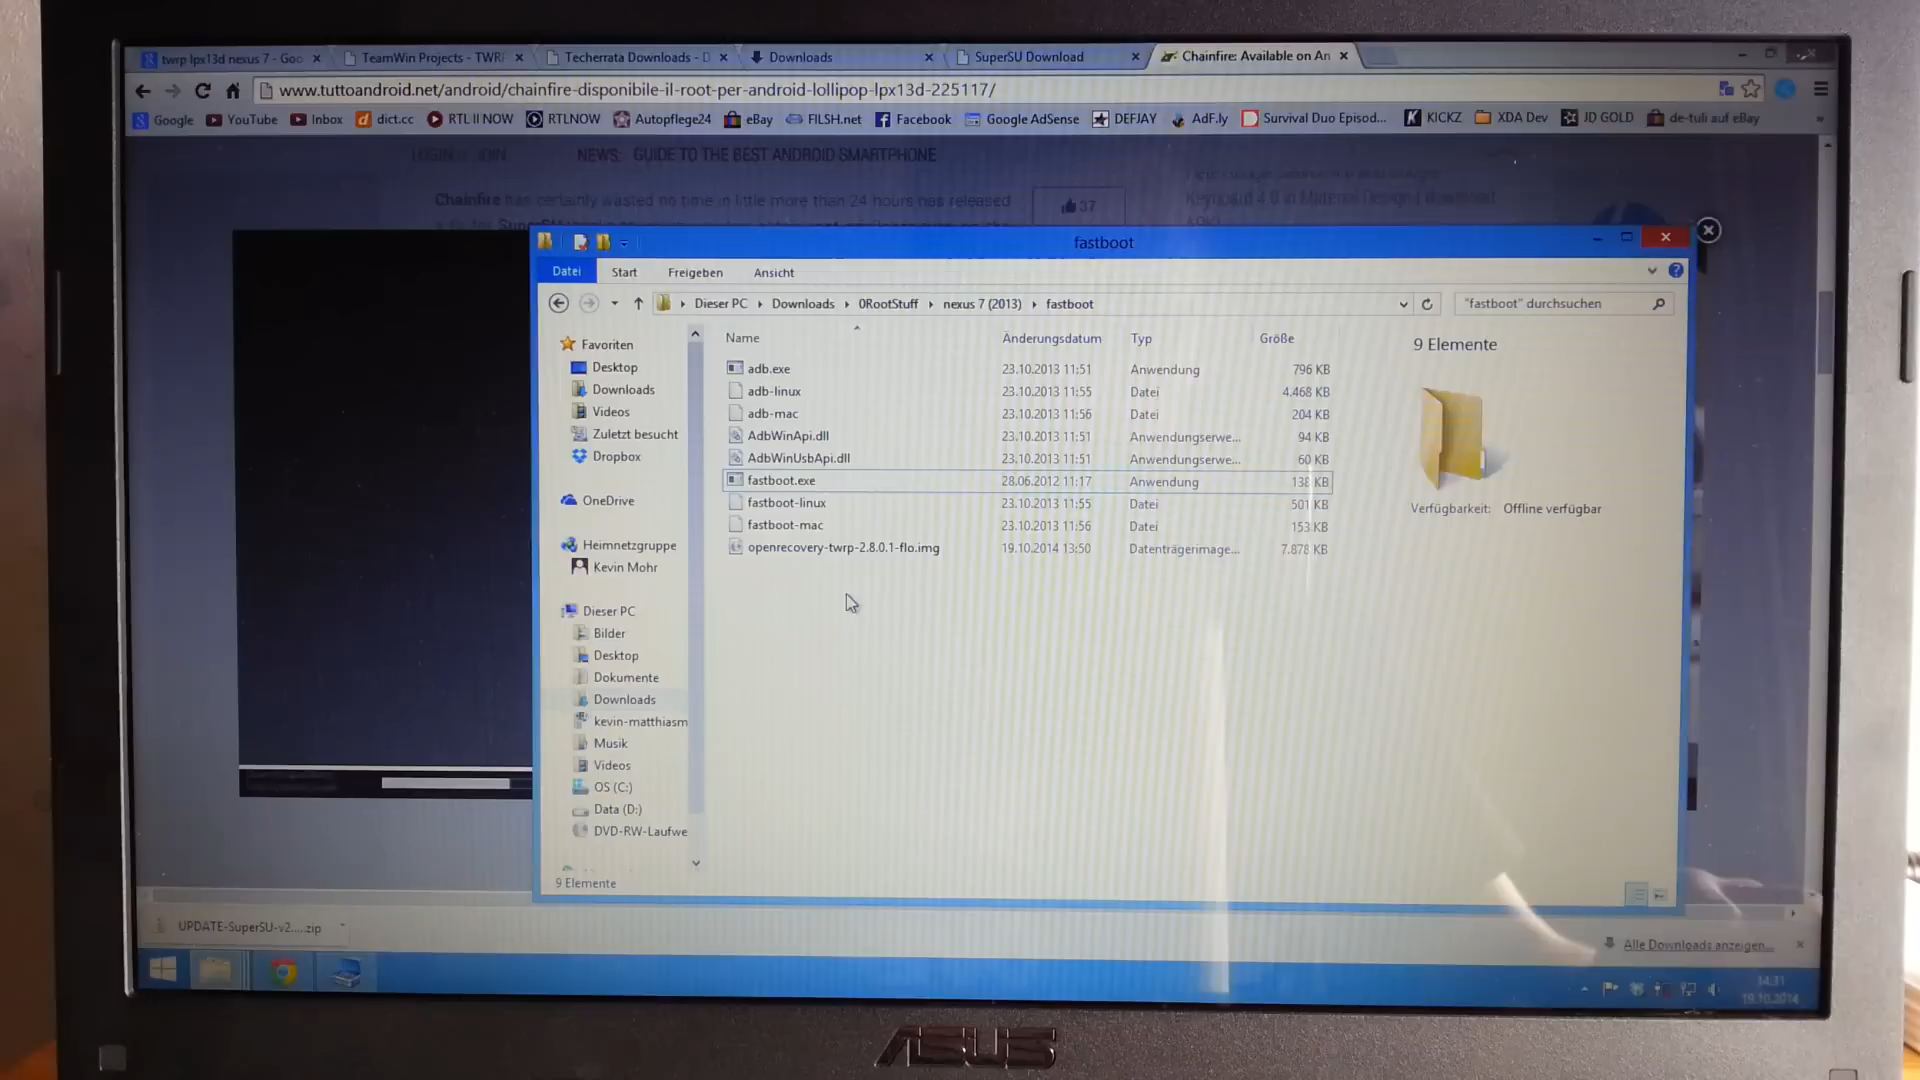 twrp lpx13d nexus 7 - Goo
TeamWin Projects - TWRP
Techerrata Downloads - D
Downloads
SuperSU Download
Chainfire: Available on An
www.tuttoandroid.net/android/chainfire-disponibile-il-root-per-android-lollipop-lpx13d-225117/
Google
YouTube
Inbox
dict.cc
RTL II NOW
RTLNOW
Autopflege24
eBay
FILSH.net
Facebook
Google AdSense
DEFJAY
AdF.ly
Survival Duo Episod...
KICKZ
XDA Dev
JD GOLD
de-tuli auf eBay
NEWS: GUIDE TO THE BEST ANDROID SMARTPHONE
Chainfire has certainly wasted no time in little more than 24 hours has released
37
Keyboard 4.0 in Material Design | download
fastboot
Datei
Start
Freigeben
Ansicht
Dieser PC
Downloads
0RootStuff
nexus 7 (2013)
fastboot
"fastboot" durchsuchen
Name
Änderungsdatum
Typ
Größe
adb.exe 23.10.2013 11:51 Anwendung 796 KB
adb-linux 23.10.2013 11:55 Datei 4.468 KB
adb-mac 23.10.2013 11:56 Datei 204 KB
AdbWinApi.dll 23.10.2013 11:51 Anwendungserwe... 94 KB
AdbWinUsbApi.dll 23.10.2013 11:51 Anwendungserwe... 60 KB
fastboot.exe 28.06.2012 11:17 Anwendung 138 KB
fastboot-linux 23.10.2013 11:55 Datei 501 KB
fastboot-mac 23.10.2013 11:56 Datei 153 KB
openrecovery-twrp-2.8.0.1-flo.img 19.10.2014 13:50 Datenträgerimage... 7.878 KB
9 Elemente
Verfügbarkeit: Offline verfügbar
Favoriten
Desktop
Downloads
Videos
Zuletzt besucht
Dropbox
OneDrive
Heimnetzgruppe
Kevin Mohr
Dieser PC
Bilder
Desktop
Dokumente
Downloads
kevin-matthiasm
Musik
Videos
OS (C:)
Data (D:)
DVD-RW-Laufwe
9 Elemente
UPDATE-SuperSU-v2.....zip
Alle Downloads anzeigen...
14:31
19.10.2014
ASUS